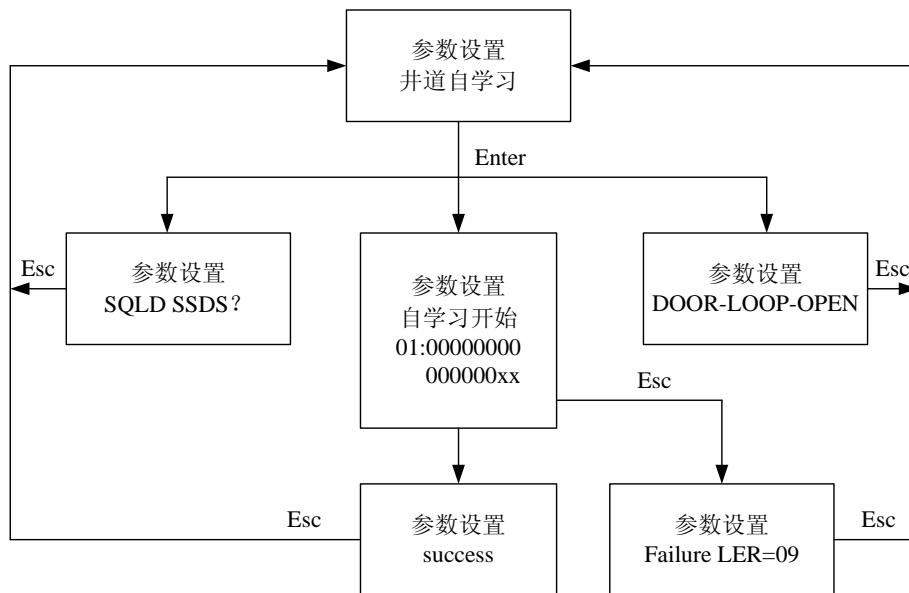 参数设置
井道自学习
Enter
Esc
参数设置
SQLD SSDS？
参数设置
自学习开始
01:00000000
000000xx
参数设置
DOOR-LOOP-OPEN
Esc
Esc
Esc
参数设置
success
参数设置
Failure LER=09
Esc